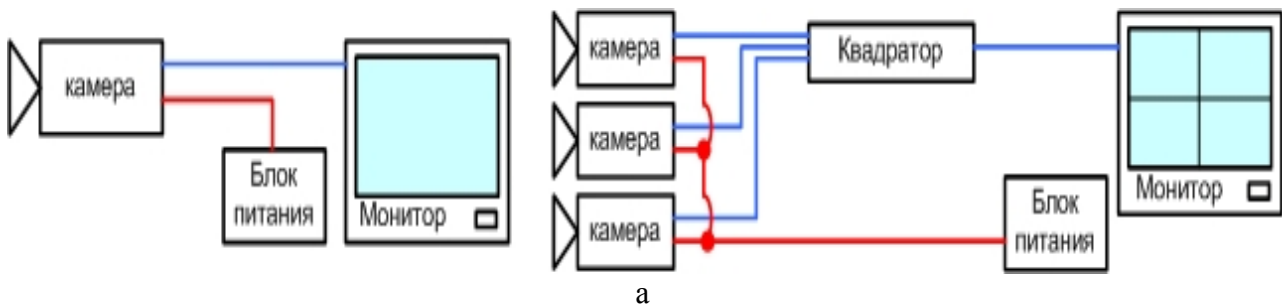 камера
Блок
питания
Монитор
камера
камера
камера
Квадратор
Блок
питания
Монитор
а